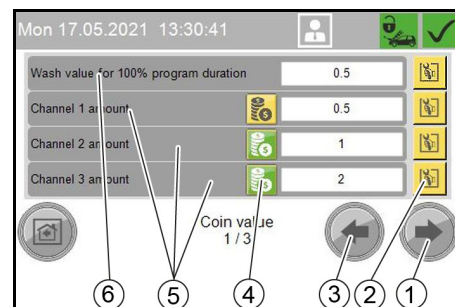 Mon 17.05.2021 13:30:41
Wash value for 100% program duration 0.5
Channel 1 amount 0.5
Channel 2 amount 1
Channel 3 amount 2
Coin value
1 / 3
6 5 4 3 2 1